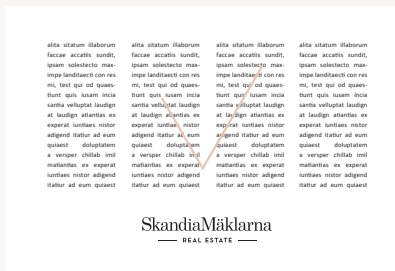 alita sitatum illaborum
faccae accatiis sundit,
ipsam solestecto max-
impe landitaecti con res
mi, test qui od quaes-
tiunt quis iusam incia
santia velluptat laudign
at laudign atiantias ex
experat iuntiaes nistor
adigend itatiur ad eum
quiaest doluptatem
a versper chillab imil
matiantias ex experat
iuntiaes nistor adigend
itatiur ad eum quiaest
alita sitatum illaborum
faccae accatiis sundit,
ipsam solestecto max-
impe landitaecti con res
mi, test qui od quaes-
tiunt quis iusam incia
santia velluptat laudign
at laudign atiantias ex
experat iuntiaes nistor
adigend itatiur ad eum
quiaest doluptatem
a versper chillab imil
matiantias ex experat
iuntiaes nistor adigend
itatiur ad eum quiaest
alita sitatum illaborum
faccae accatiis sundit,
ipsam solestecto max-
impe landitaecti con res
mi, test qui od quaes-
tiunt quis iusam incia
santia velluptat laudign
at laudign atiantias ex
experat iuntiaes nistor
adigend itatiur ad eum
quiaest doluptatem
a versper chillab imil
matiantias ex experat
iuntiaes nistor adigend
itatiur ad eum quiaest
alita sitatum illaborum
faccae accatiis sundit,
ipsam solestecto max-
impe landitaecti con res
mi, test qui od quaes-
tiunt quis iusam incia
santia velluptat laudign
at laudign atiantias ex
experat iuntiaes nistor
adigend itatiur ad eum
quiaest doluptatem
a versper chillab imil
matiantias ex experat
iuntiaes nistor adigend
itatiur ad eum quiaest
SkandiaMäklarna
REAL ESTATE